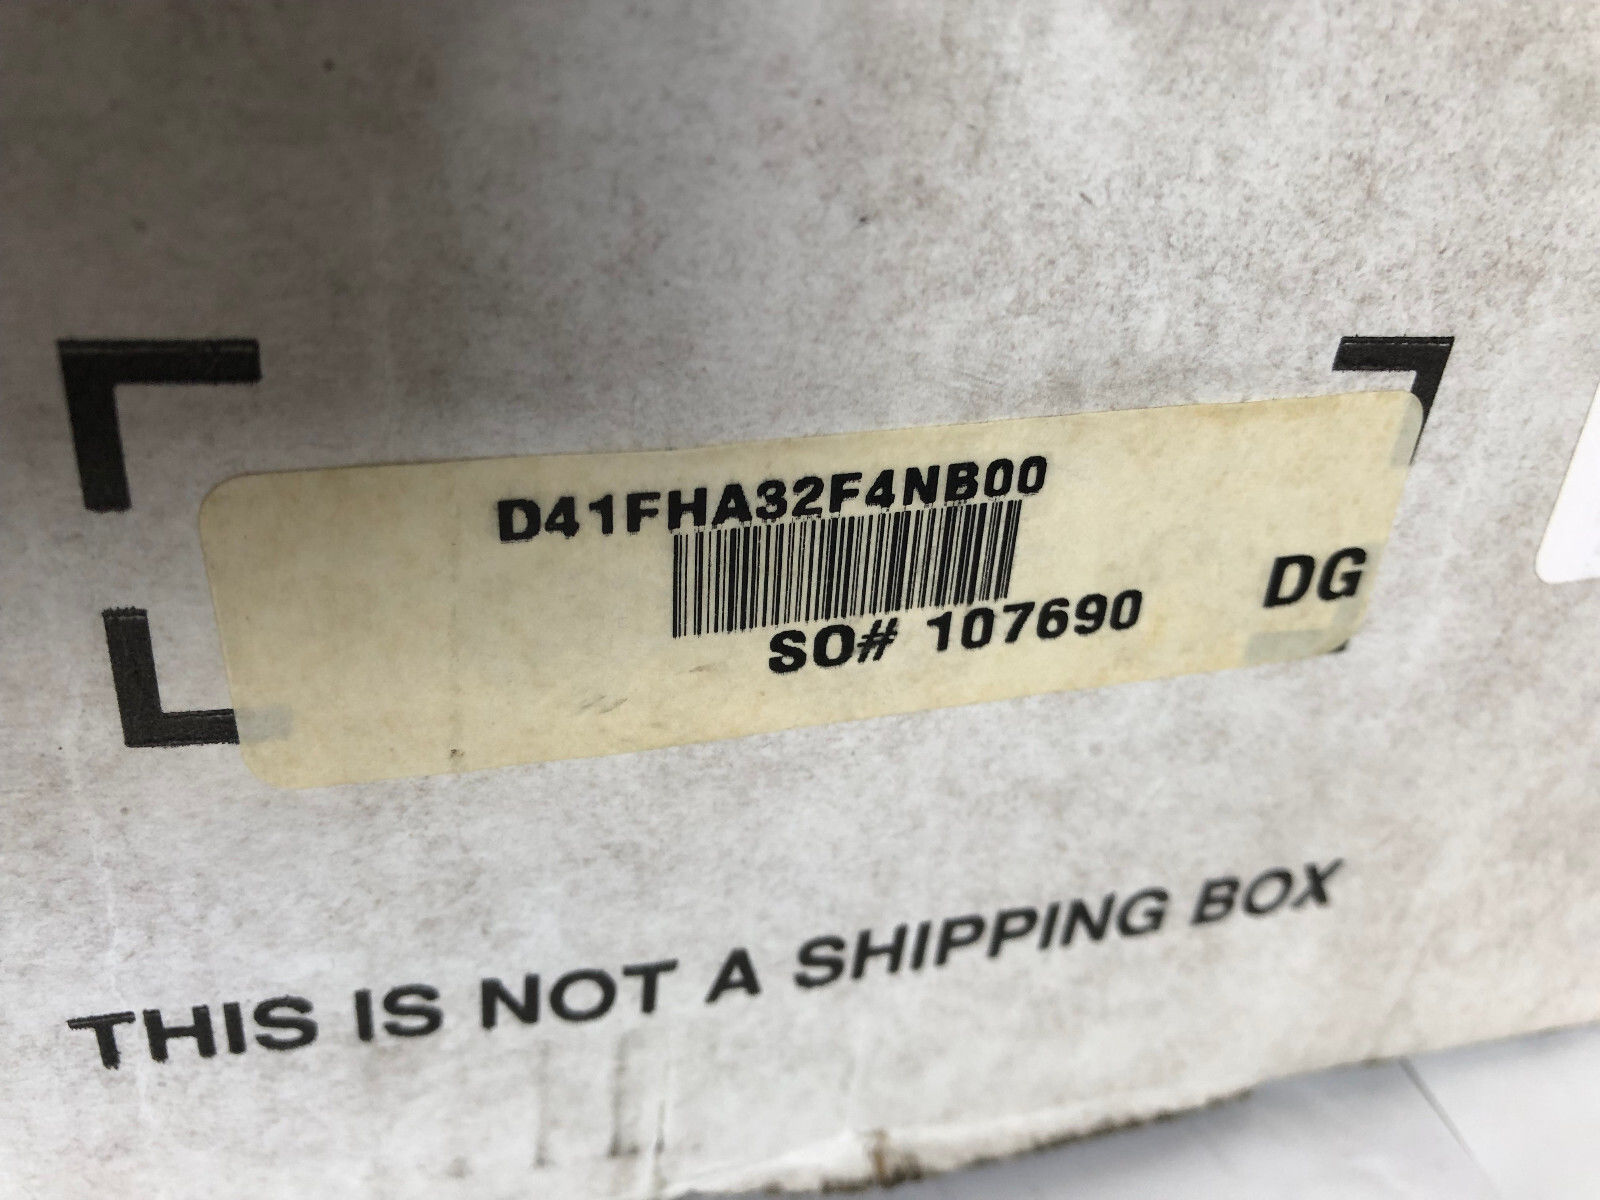 D41FHA32F4NB00
SO# 107690
DG
THIS IS NOT A SHIPPING BOX